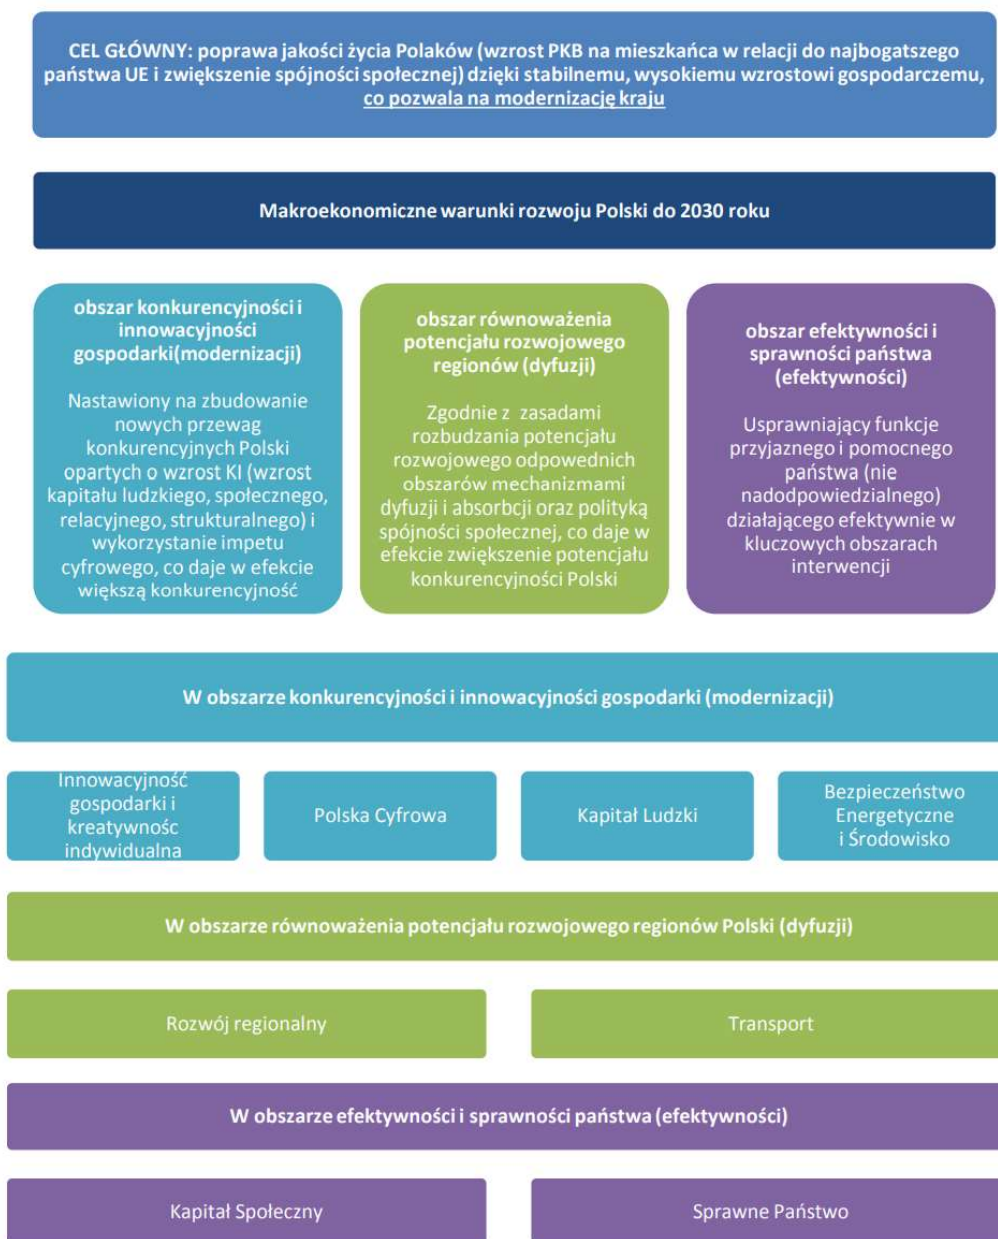 CEL GŁÓWNY: poprawa jakości życia Polaków (wzrost PKB na mieszkańca w relacji do najbogatszego
państwa UE i zwiększenie spójności społecznej) dzięki stabilnemu, wysokiemu wzrostowi gospodarczemu,
co pozwala na modernizację kraju
Makroekonomiczne warunki rozwoju Polski do 2030 roku
obszar konkurencyjności i
innowacyjności
gospodarki(modernizacji)
Nastawiony na zbudowanie
nowych przewag
konkurencyjnych Polski
opartych o wzrost KI (wzrost
kapitału ludzkiego, społecznego,
relacyjnego, strukturalnego) i
wykorzystanie impetu
cyfrowego, co daje w efekcie
większą konkurencyjność
obszar równoważenia
potencjału rozwojowego
regionów (dyfuzji)
Zgodnie z zasadami
rozbudzania potencjału
rozwojowego odpowednich
obszarów mechanizmami
dyfuzji i absorbcji oraz polityką
spójności społecznej, co daje w
efekcie zwiększenie potencjału
konkurencyjności Polski
obszar efektywności i
sprawności państwa
(efektywności)
Usprawniający funkcje
przyjaznego i pomocnego
państwa (nie
nadodpowiedzialnego)
działającego efektywnie w
kluczowych obszarach
interwencji
W obszarze konkurencyjności i innowacyjności gospodarki (modernizacji)
Innowacyjność
gospodarki i
kreatywnośc
indywidualna
Polska Cyfrowa
Kapitał Ludzki
Bezpieczeństwo
Energetyczne
i Środowisko
W obszarze równoważenia potencjału rozwojowego regionów Polski (dyfuzji)
Rozwój regionalny
Transport
W obszarze efektywności i sprawności państwa (efektywności)
Kapitał Społeczny
Sprawne Państwo